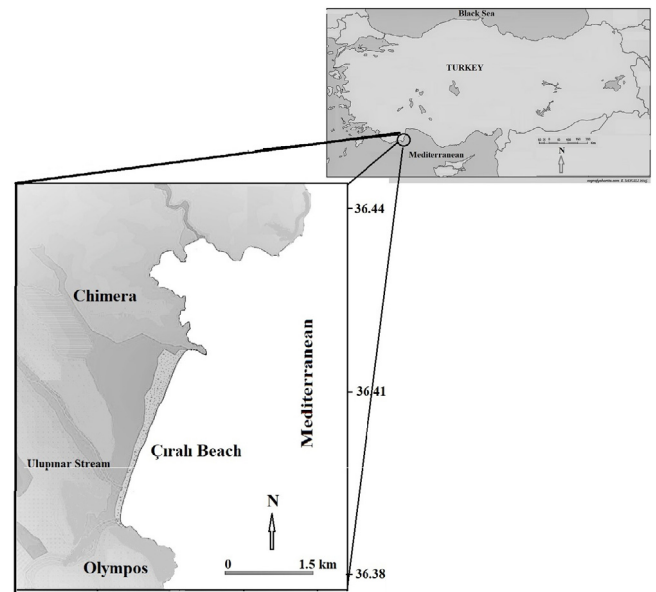 Black Sea
TURKEY
N
Mediterranean
36.44
Chimera
Mediterranean
36.41
Çıralı Beach
Ulupınar Stream
N
0 1.5 km
Olympos
36.38